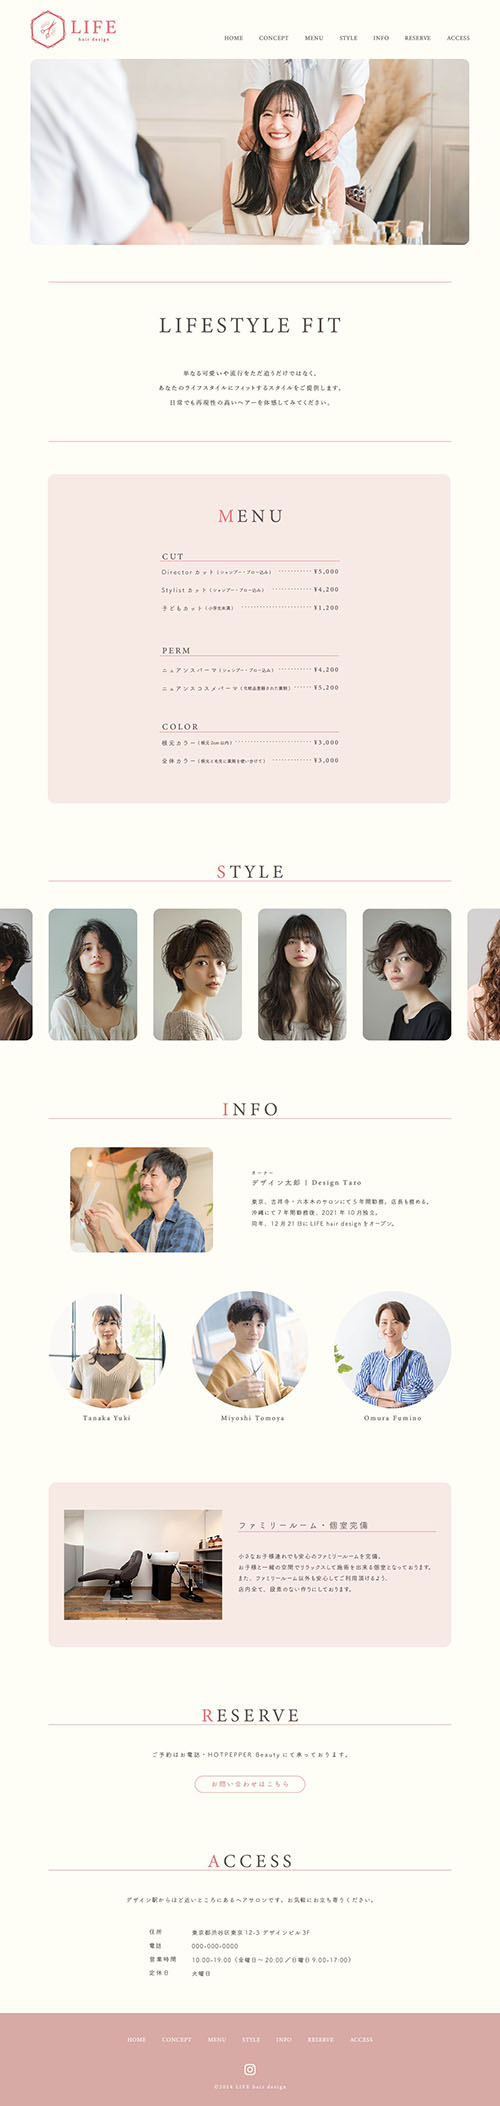 LIFE
hair design
HOME CONCEPT MENU STYLE INFO RESERVE ACCESS
LIFESTYLE FIT
単なる可愛いや流行をただ追うだけではなく、
あなたのライフスタイルにフィットするスタイルをご提供します。
日常でも再現性の高いヘアーを体感してみてください。
MENU
CUT
Directorカット（シャンプー・ブロー込み） ············ ¥5,000
Stylistカット（シャンプー・ブロー込み） ·············· ¥4,200
子どもカット（小学生未満） ························ ¥1,200
PERM
ニュアンスパーマ（シャンプー・ブロー込み） ············ ¥4,200
ニュアンスコスメパーマ（化粧品登録された薬剤） ······ ¥5,200
COLOR
根元カラー（根元2cm以内） ·························· ¥3,000
全体カラー（根元と毛先に薬剤を使い分けて） ·············· ¥3,000
STYLE
INFO
オーナー
デザイン太郎 | Design Taro
東京、吉祥寺・六本木のサロンにて5年間勤務。店長も務める。
沖縄にて7年間勤務後、2021年10月独立。
同年、12月21日にLIFE hair designをオープン。
Tanaka Yuki
Miyoshi Tomoya
Omura Fumino
ファミリールーム・個室完備
小さなお子様連れでも安心のファミリールームを完備。
お子様と一緒の空間でリラックスして施術を出来る個室となっております。
また、ファミリールーム以外も安心してご利用頂けるよう、
店内全て、段差のない作りにしております。
RESERVE
ご予約はお電話・HOTPEPPER Beautyにて承っております。
お問い合わせはこちら
ACCESS
デザイン駅からほど近いところにあるヘアサロンです。お気軽にお立ち寄りください。
住所 東京都渋谷区東京12-3デザインビル3F
電話 000-000-0000
営業時間 10:00-19:00（金曜日〜20:00／日曜日9:00-17:00）
定休日 火曜日
HOME CONCEPT MENU STYLE INFO RESERVE ACCESS
©2024 LIFE hair design